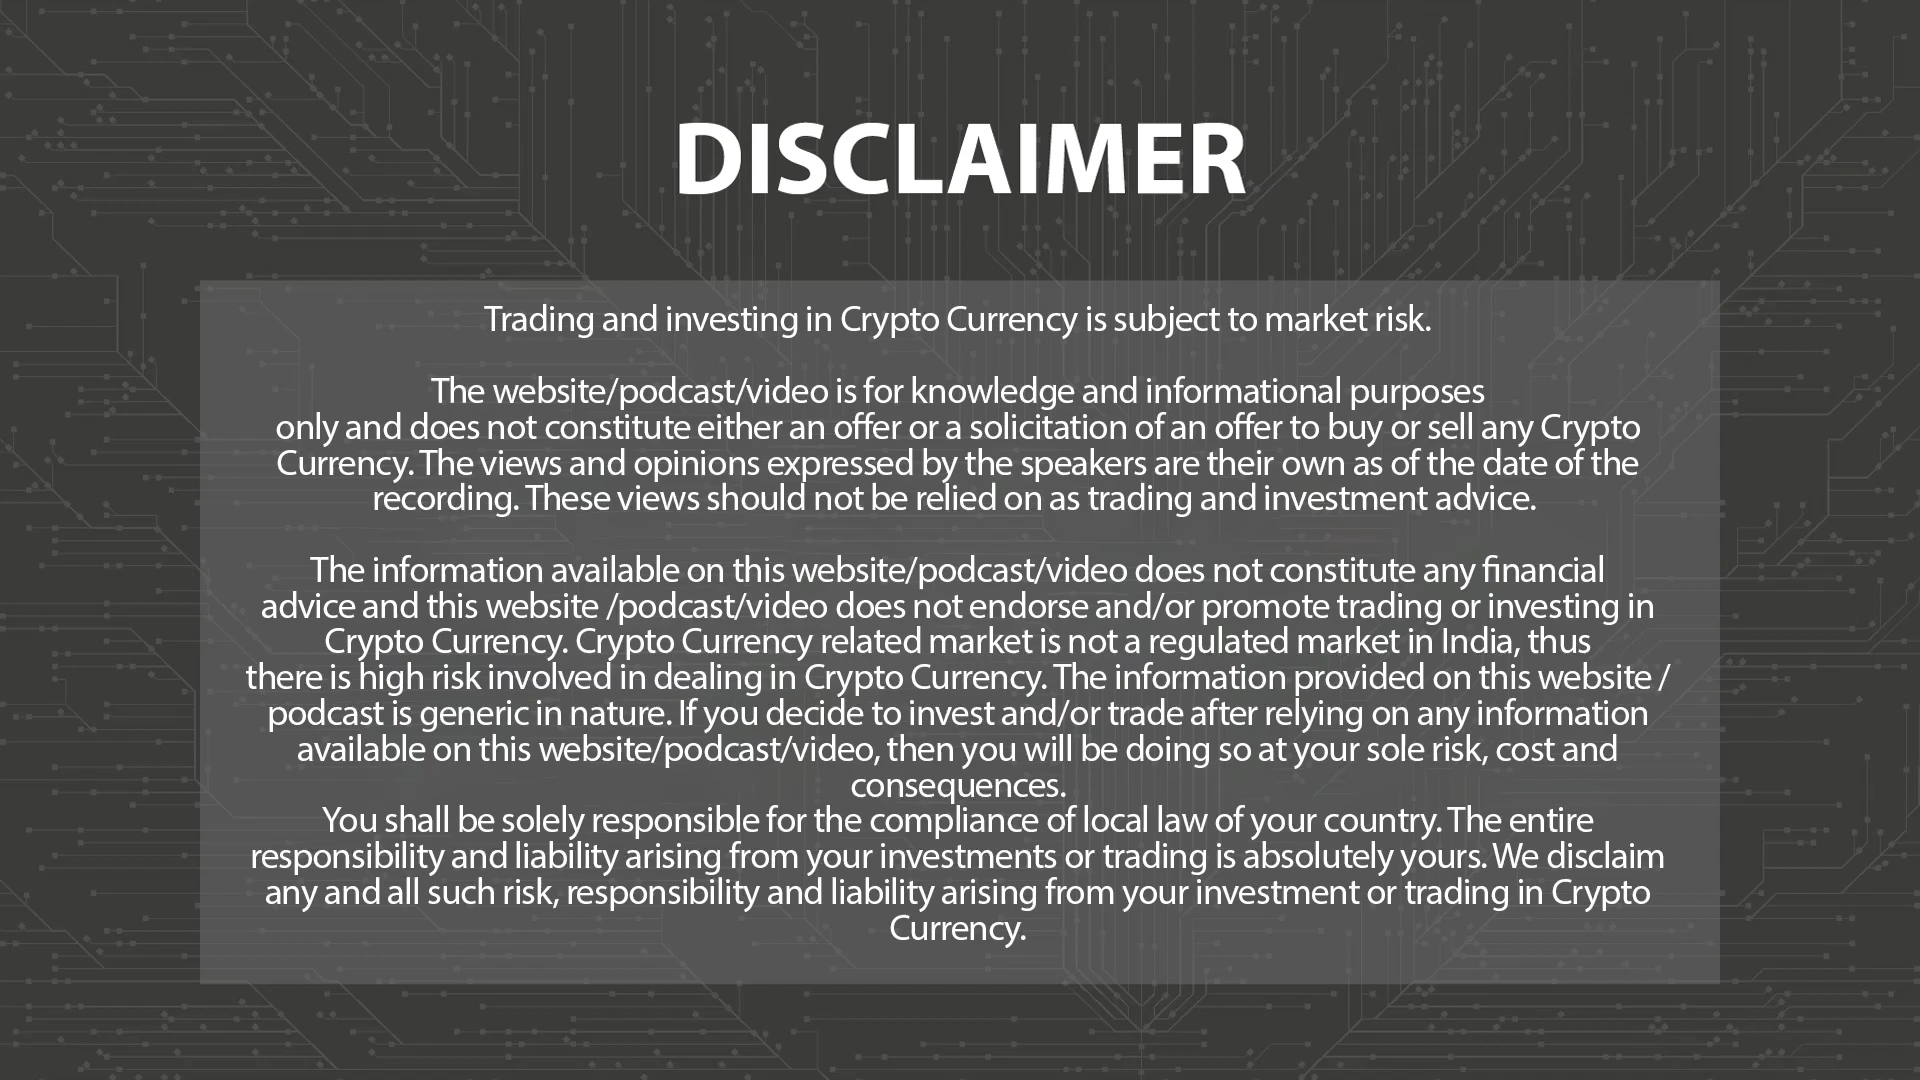 DISCLAIMER
Trading and investing in Crypto Currency is subject to market risk.
The website/podcast/video is for knowledge and informational purposes
only and does not constitute either an offer or a solicitation of an offer to buy or sell any Crypto
Currency. The views and opinions expressed by the speakers are their own as of the date of the
recording. These views should not be relied on as trading and investment advice.
The information available on this website/podcast/video does not constitute any financial
advice and this website /podcast/video does not endorse and/or promote trading or investing in
Crypto Currency. Crypto Currency related market is not a regulated market in India, thus
there is high risk involved in dealing in Crypto Currency. The information provided on this website /
podcast is generic in nature. If you decide to invest and/or trade after relying on any information
available on this website/podcast/video, then you will be doing so at your sole risk, cost and
consequences.
You shall be solely responsible for the compliance of local law of your country. The entire
responsibility and liability arising from your investments or trading is absolutely yours. We disclaim
any and all such risk, responsibility and liability arising from your investment or trading in Crypto
Currency.